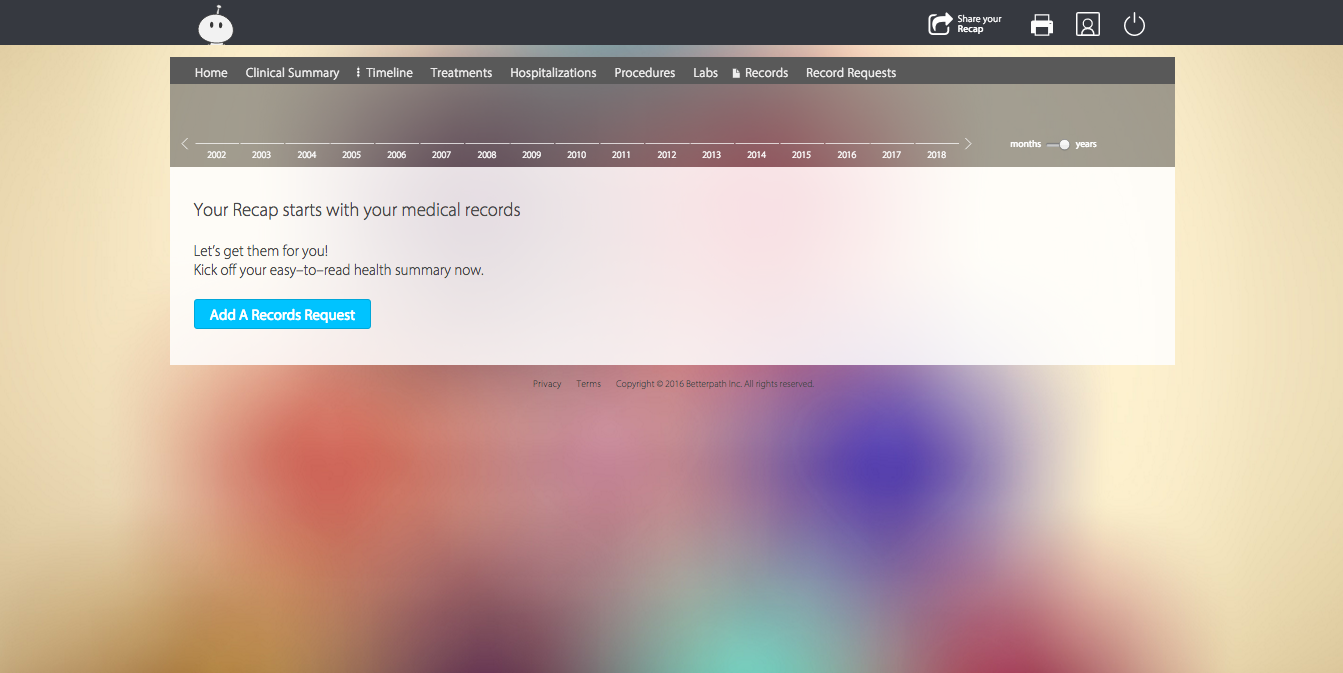 Share your
Recap
Home Clinical Summary Timeline Treatments Hospitalizations Procedures Labs Records Record Requests
2002 2003 2004 2005 2006 2007 2008 2009 2010 2011 2012 2013 2014 2015 2016 2017 2018
months years
Your Recap starts with your medical records
Let's get them for you!
Kick off your easy–to–read health summary now.
Add A Records Request
Privacy Terms Copyright © 2016 Betterpath Inc. All rights reserved.